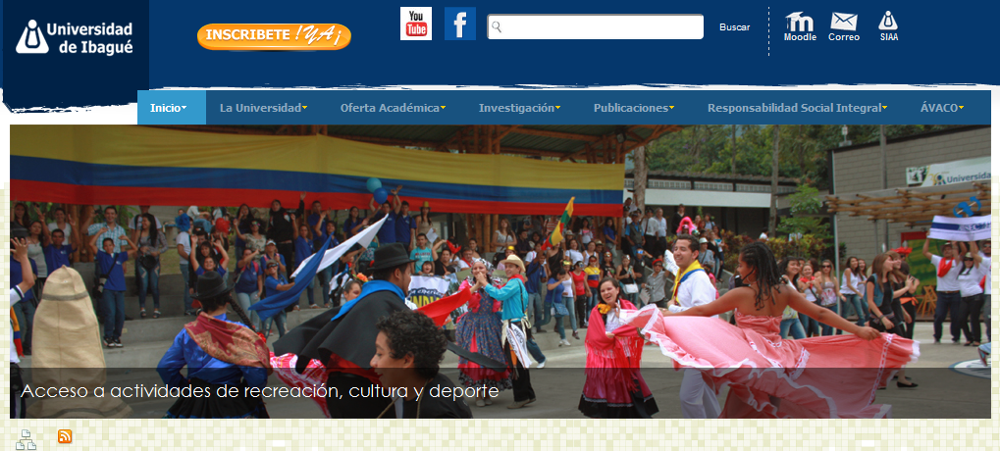 Universidad
de Ibagué
INSCRIBETE ¡YA!
You
Tube
f
Buscar
Moodle
Correo
SIAA
Inicio
La Universidad
Oferta Académica
Investigación
Publicaciones
Responsabilidad Social Integral
ÁVACO
Universidad
Acceso a actividades de recreación, cultura y deporte